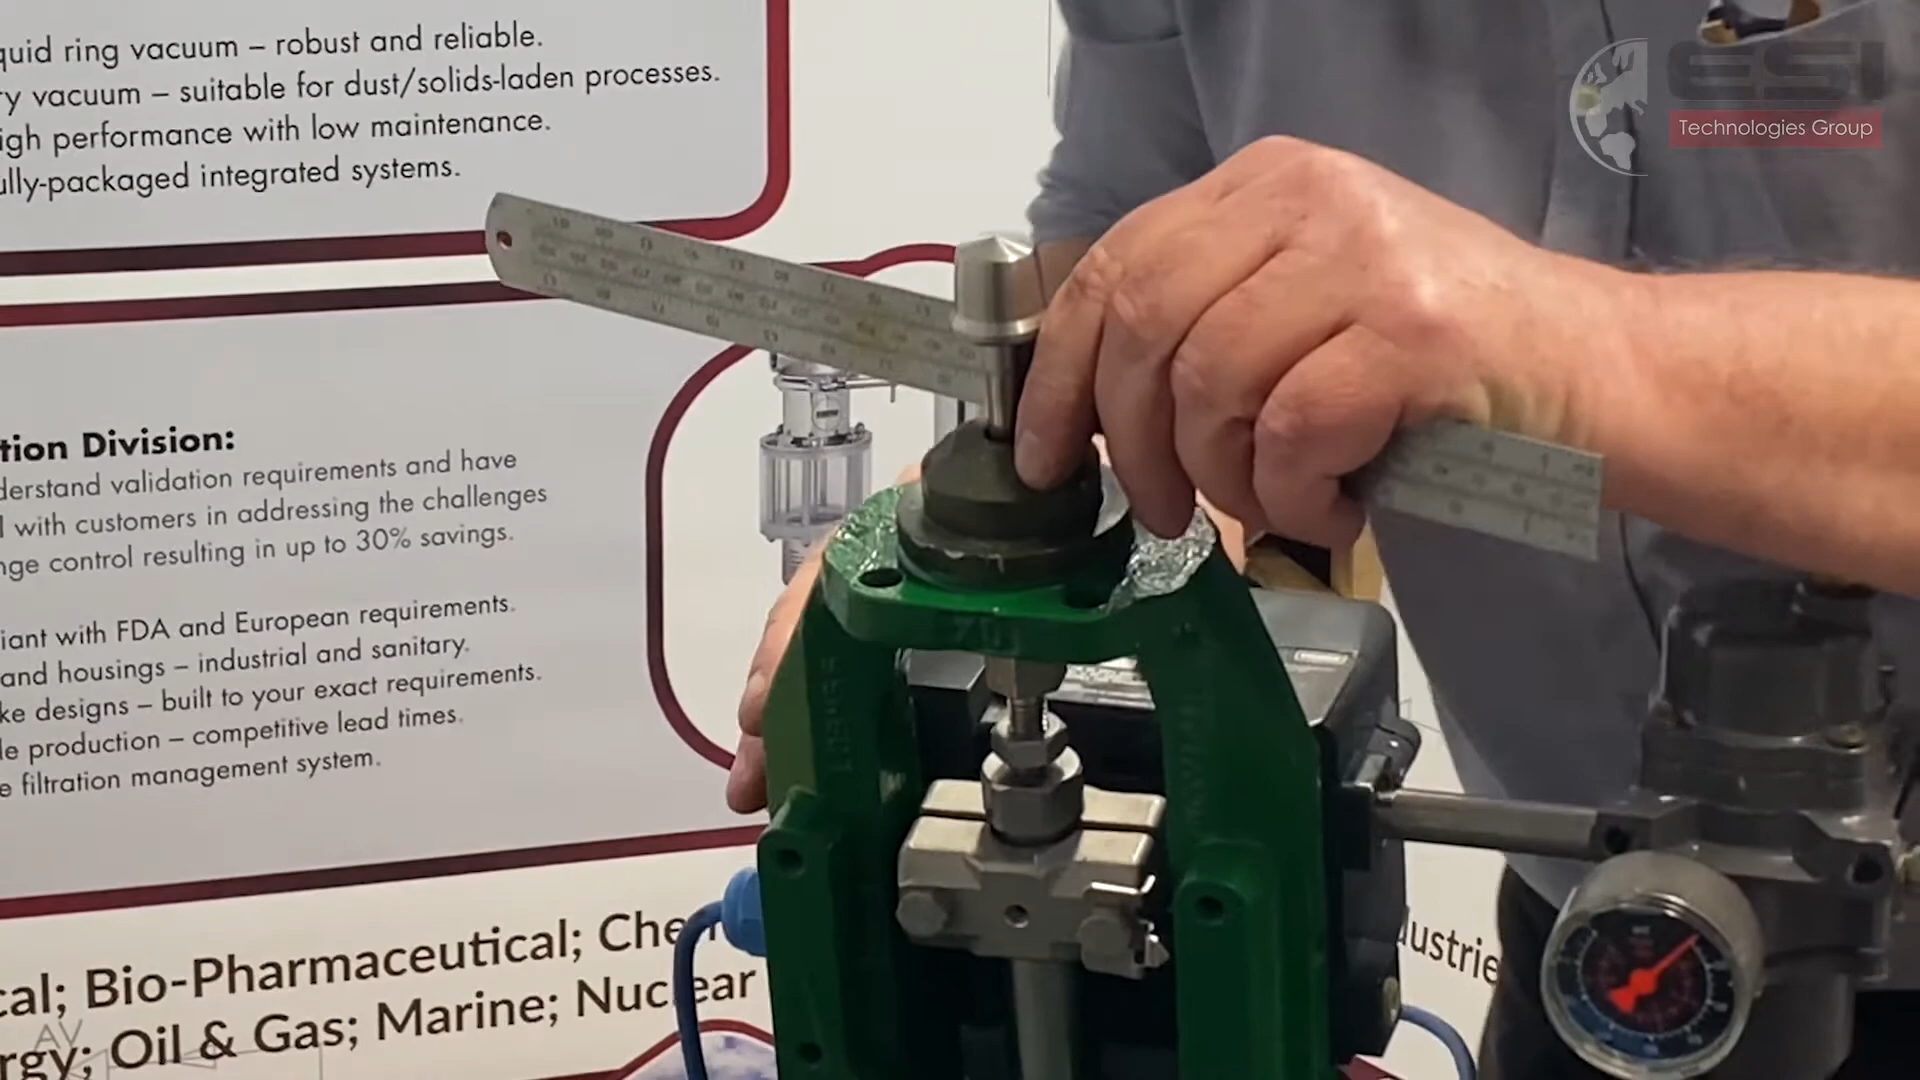 quid ring vacuum – robust and reliable.
ry vacuum – suitable for dust/solids-laden processes.
igh performance with low maintenance.
ully-packaged integrated systems.
tion Division:
derstand validation requirements and have
l with customers in addressing the challenges
nge control resulting in up to 30% savings.
iant with FDA and European requirements.
and housings – industrial and sanitary.
ke designs – built to your exact requirements.
le production – competitive lead times.
e filtration management system.
cal; Bio-Pharmaceutical; Che
rgy; Oil & Gas; Marine; Nuclear
dustrie
ESI
Technologies Group